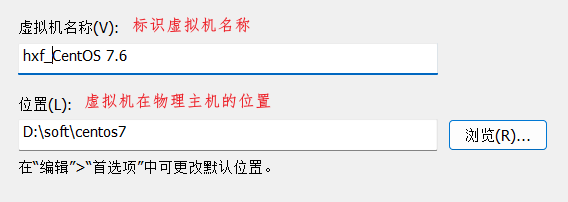 虚拟机名称(V): 标识虚拟机名称
hxf_CentOS 7.6
位置(L): 虚拟机在物理主机的位置
D:\soft\centos7 浏览(R)...
在“编辑”>“首选项”中可更改默认位置。